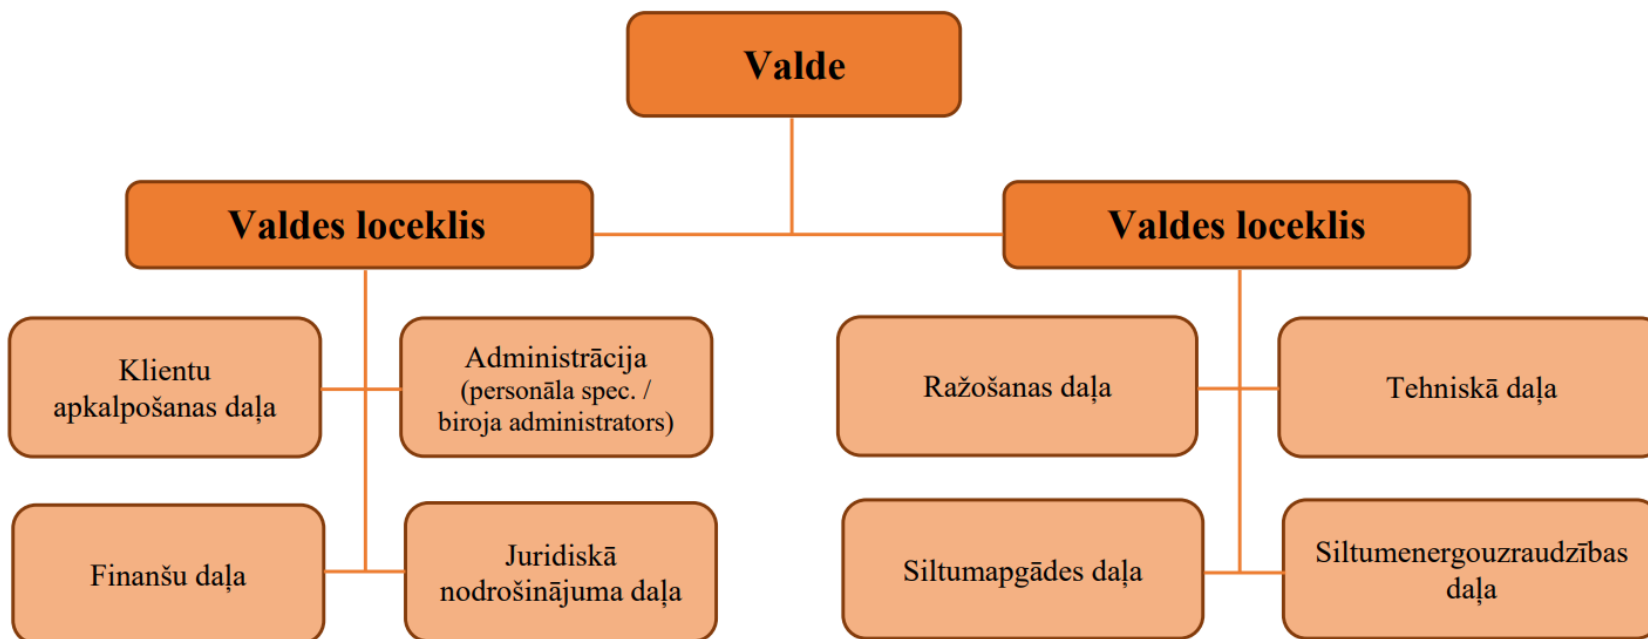 Valde
Valdes loceklis
Valdes loceklis
Klientu
apkalpošanas daļa
Administrācija
(personāla spec. /
biroja administrators)
Ražošanas daļa
Tehniskā daļa
Finanšu daļa
Juridiskā
nodrošinājuma daļa
Siltumapgādes daļa
Siltumenergouzraudzības
daļa